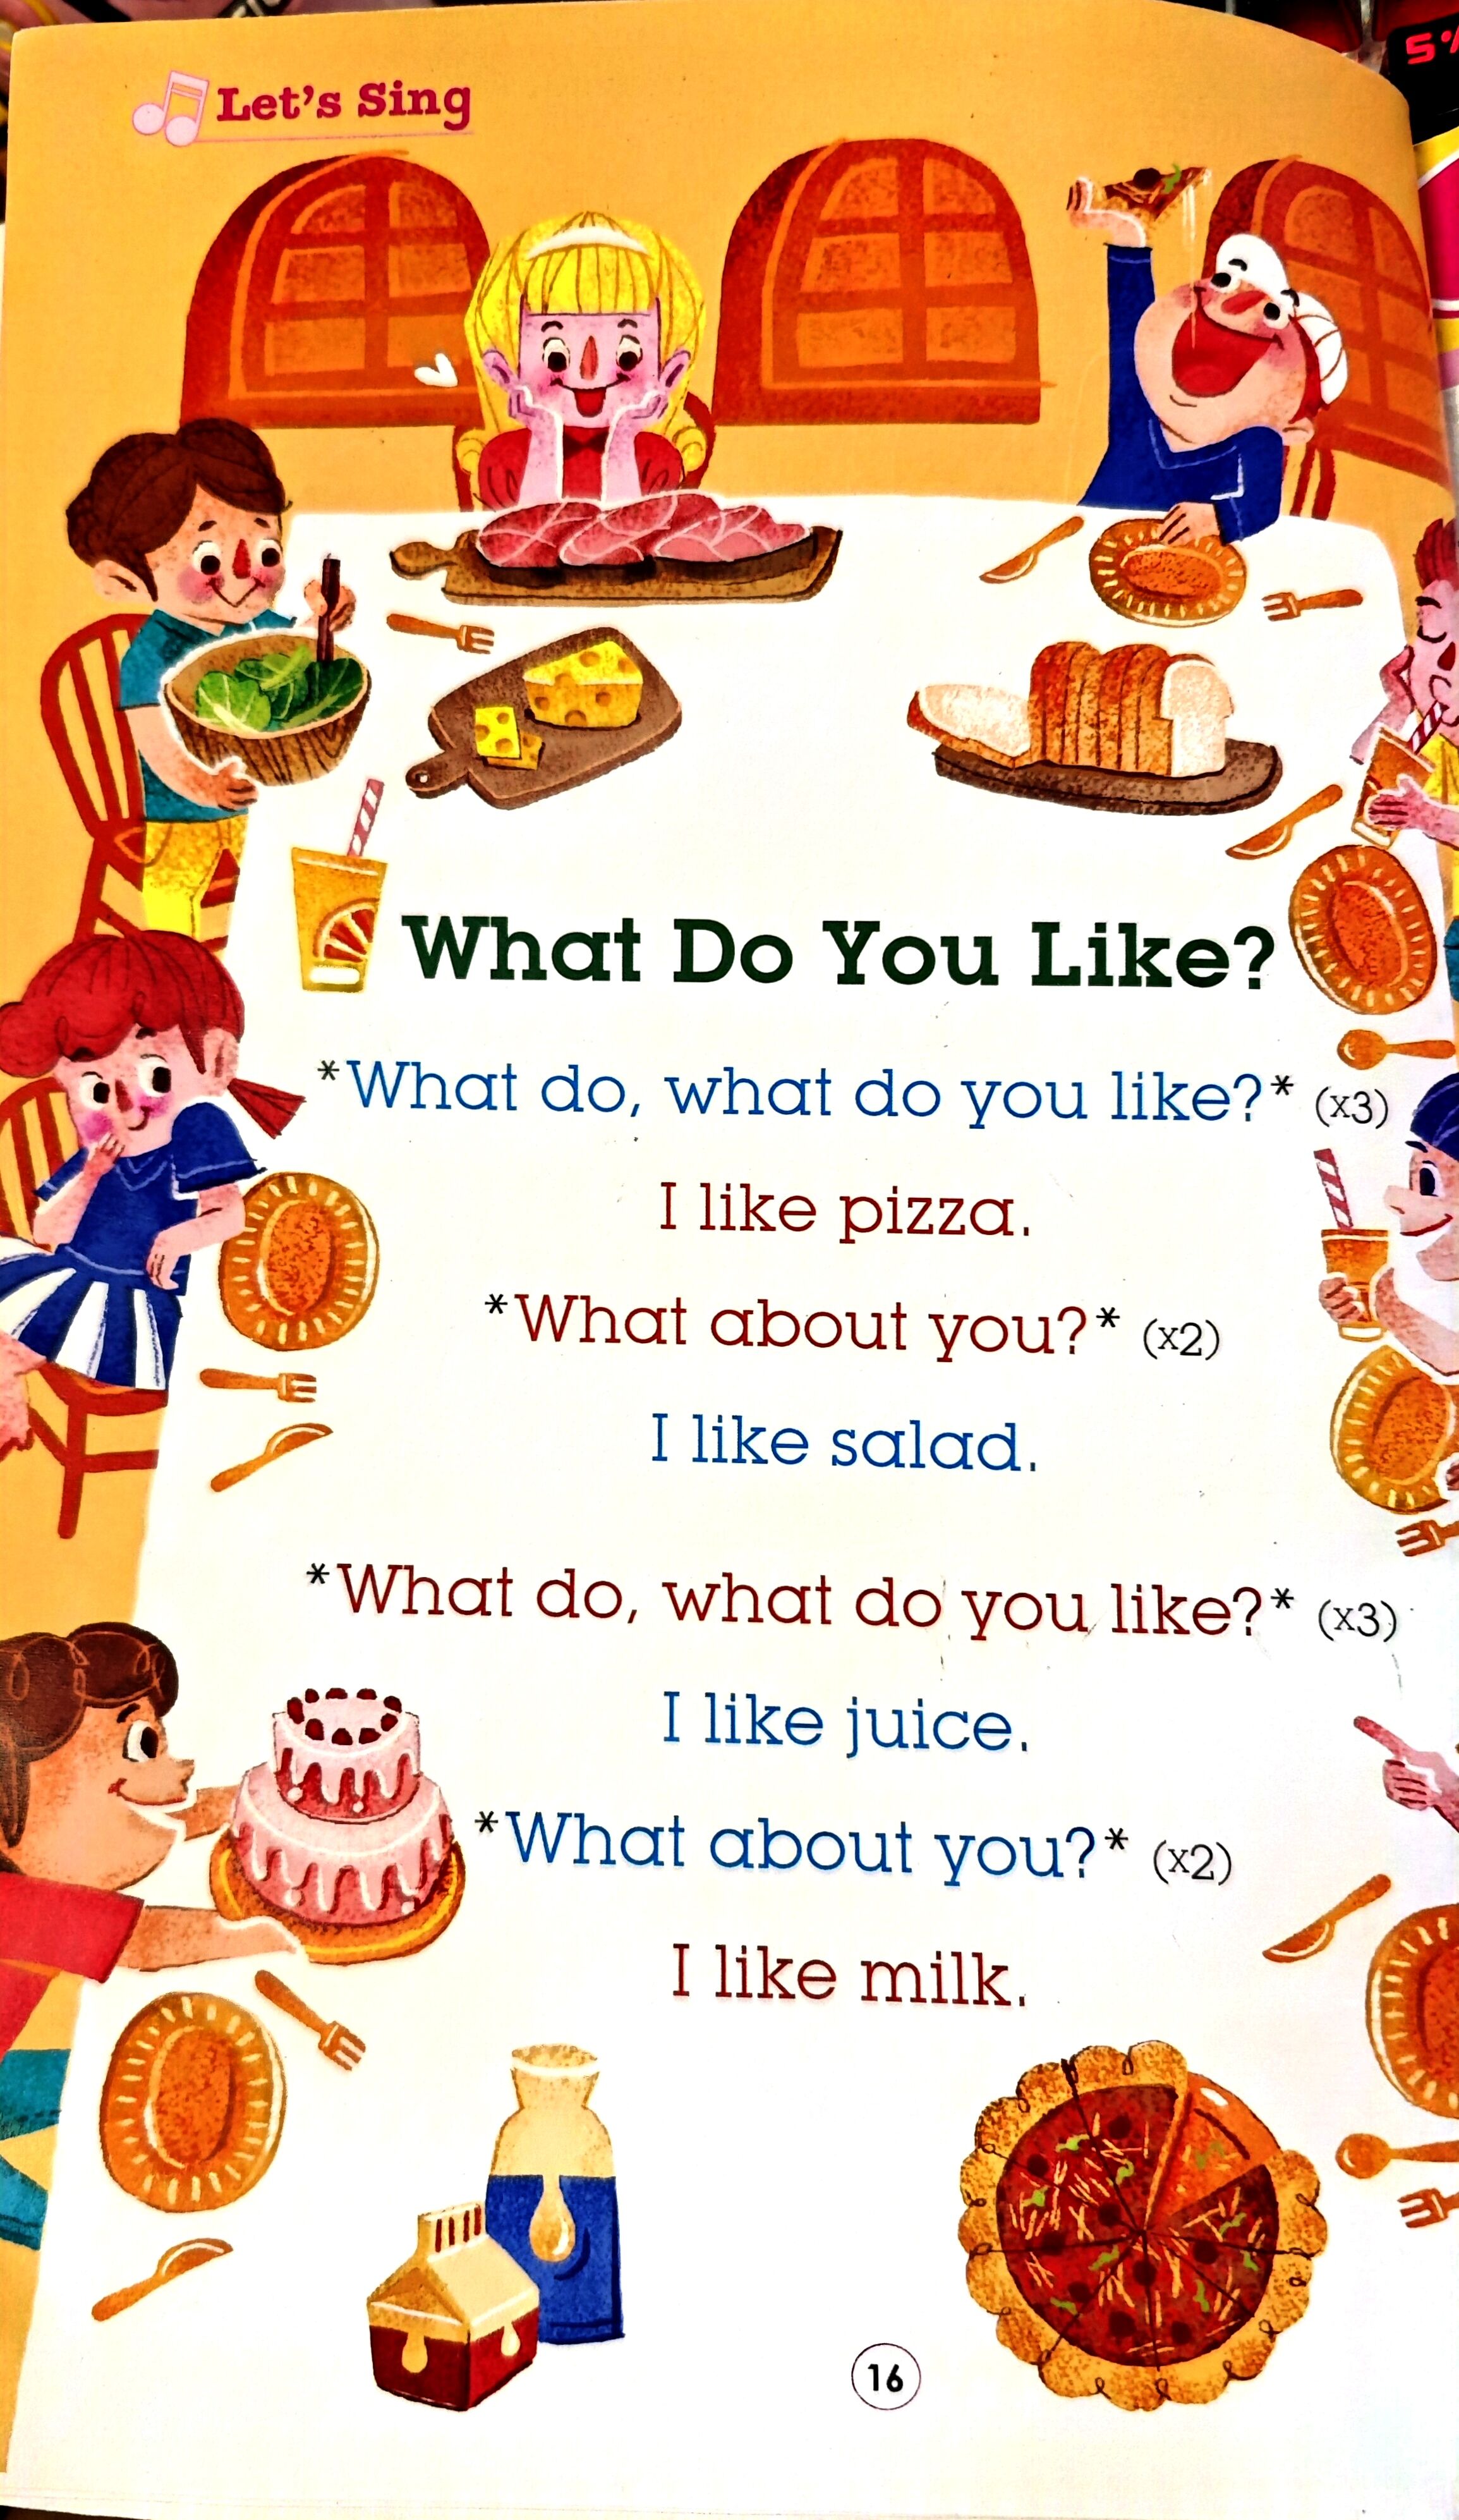 Let's Sing
5%
What Do You Like?
*What do, what do you like?* (x3)
I like pizza.
*What about you?* (x2)
I like salad.
*What do, what do you like?* (x3)
I like juice.
*What about you?* (x2)
I like milk.
16